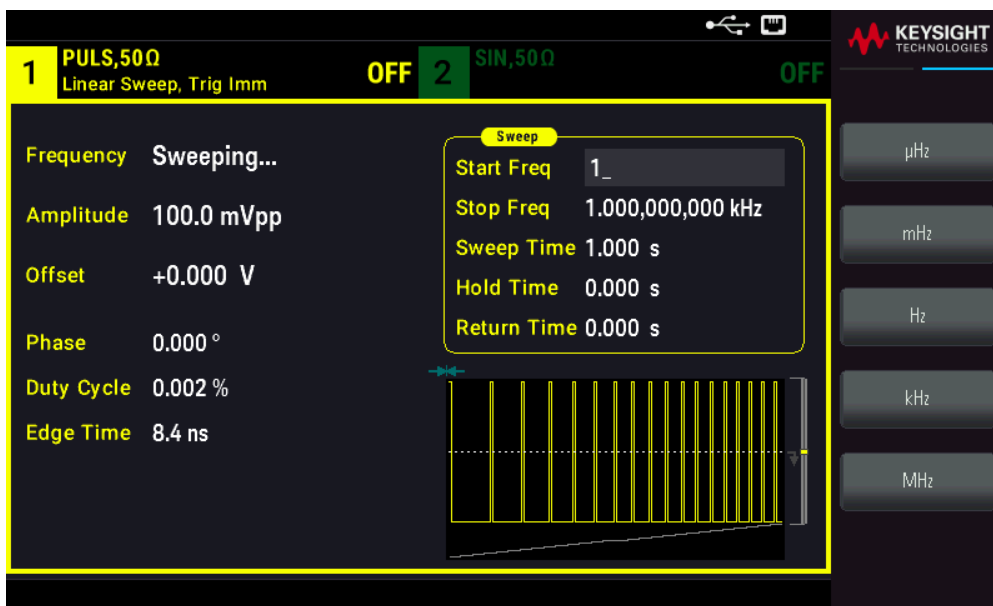 KEYSIGHT
TECHNOLOGIES
1 PULS,50Ω OFF 2 SIN,50Ω OFF
Linear Sweep, Trig Imm
Frequency Sweeping...
Amplitude 100.0 mVpp
Offset +0.000 V
Phase 0.000 °
Duty Cycle 0.002 %
Edge Time 8.4 ns
Sweep
Start Freq 1_
Stop Freq 1.000,000,000 kHz
Sweep Time 1.000 s
Hold Time 0.000 s
Return Time 0.000 s
µHz
mHz
Hz
kHz
MHz